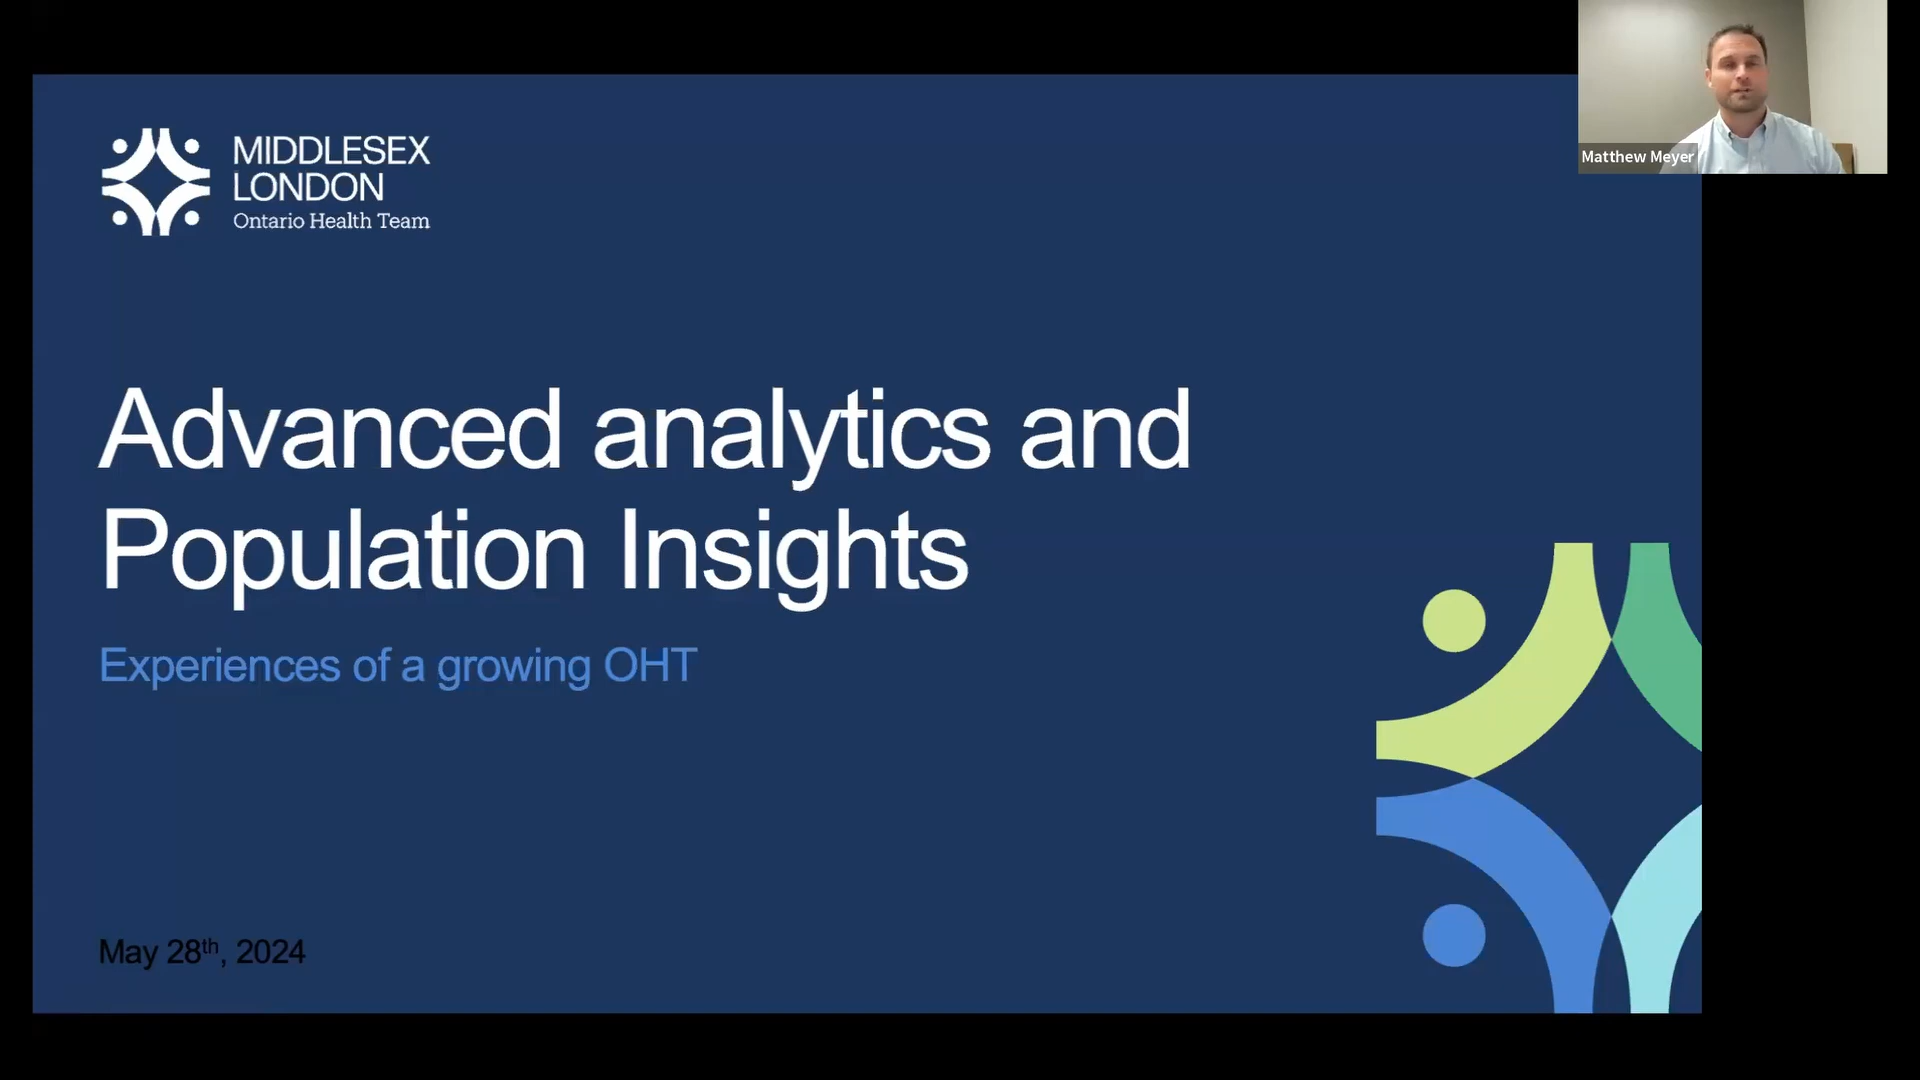 MIDDLESEX
LONDON
Ontario Health Team
Matthew Meyer
Advanced analytics and
Population Insights
Experiences of a growing OHT
May 28th, 2024